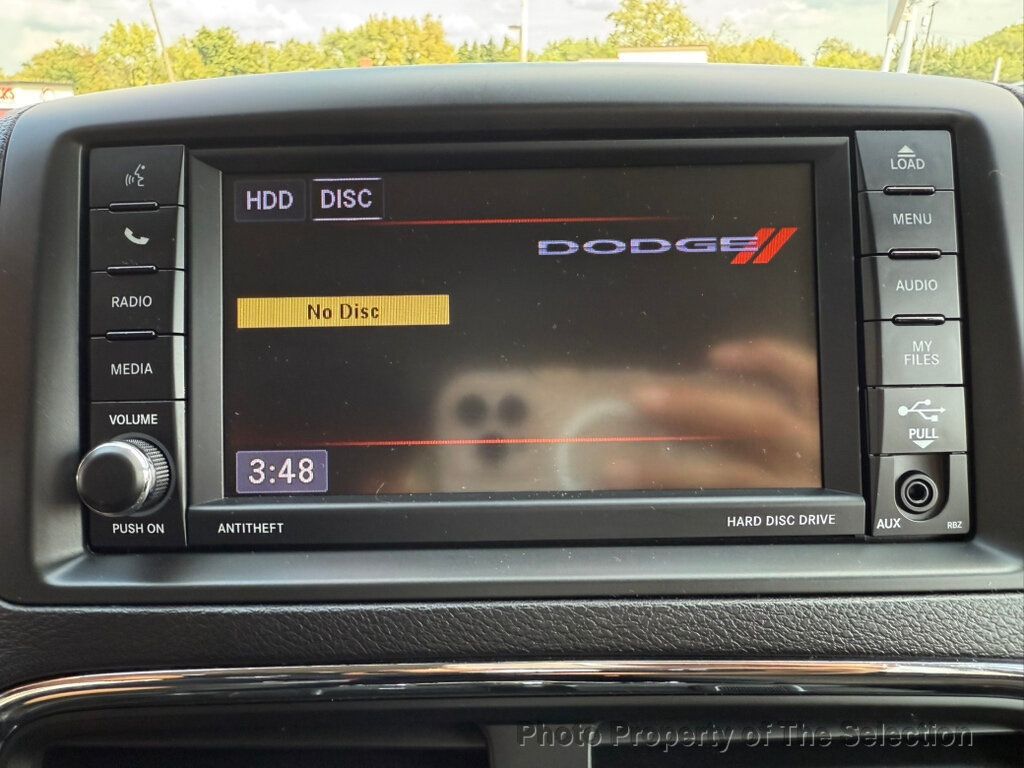 HDD
DISC
DODGE
No Disc
3:48
RADIO
MEDIA
VOLUME
PUSH ON
ANTITHEFT
HARD DISC DRIVE
LOAD
MENU
AUDIO
MY
FILES
PULL
AUX
RBZ
Photo Property of The Selection